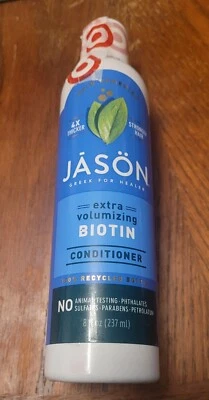 4X
THICKER
STRONGER
HAIR
JĀSÖN
GREEK FOR HEALER
extra
volumizing
BIOTIN
CONDITIONER
RECYCLED
NO ANIMAL TESTING • PHTHALATES
SULFATES • PARABENS • PETROLATUM
8 fl oz (237 ml)